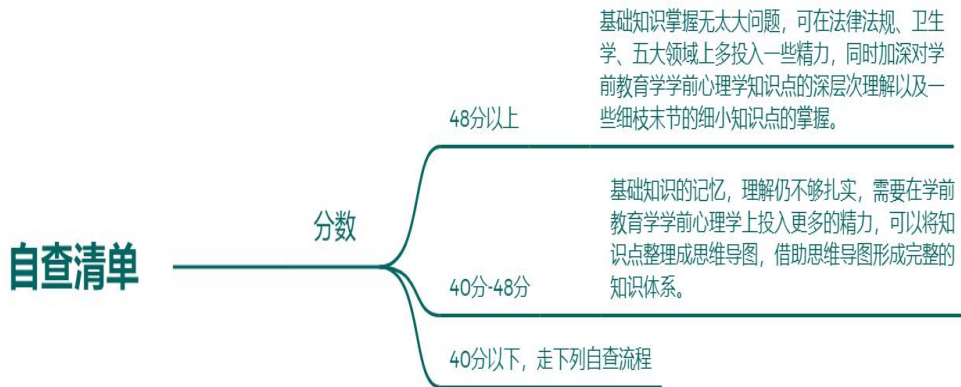 基础知识掌握无太大问题，可在法律法规、卫生
学、五大领域上多投入一些精力，同时加深对学
前教育学学前心理学知识点的深层次理解以及一
些细枝末节的细小知识点的掌握。
48分以上
基础知识的记忆，理解仍不够扎实，需要在学前
教育学学前心理学上投入更多的精力，可以将知
识点整理成思维导图，借助思维导图形成完整的
知识体系。
分数
自查清单
40分-48分
40分以下，走下列自查流程